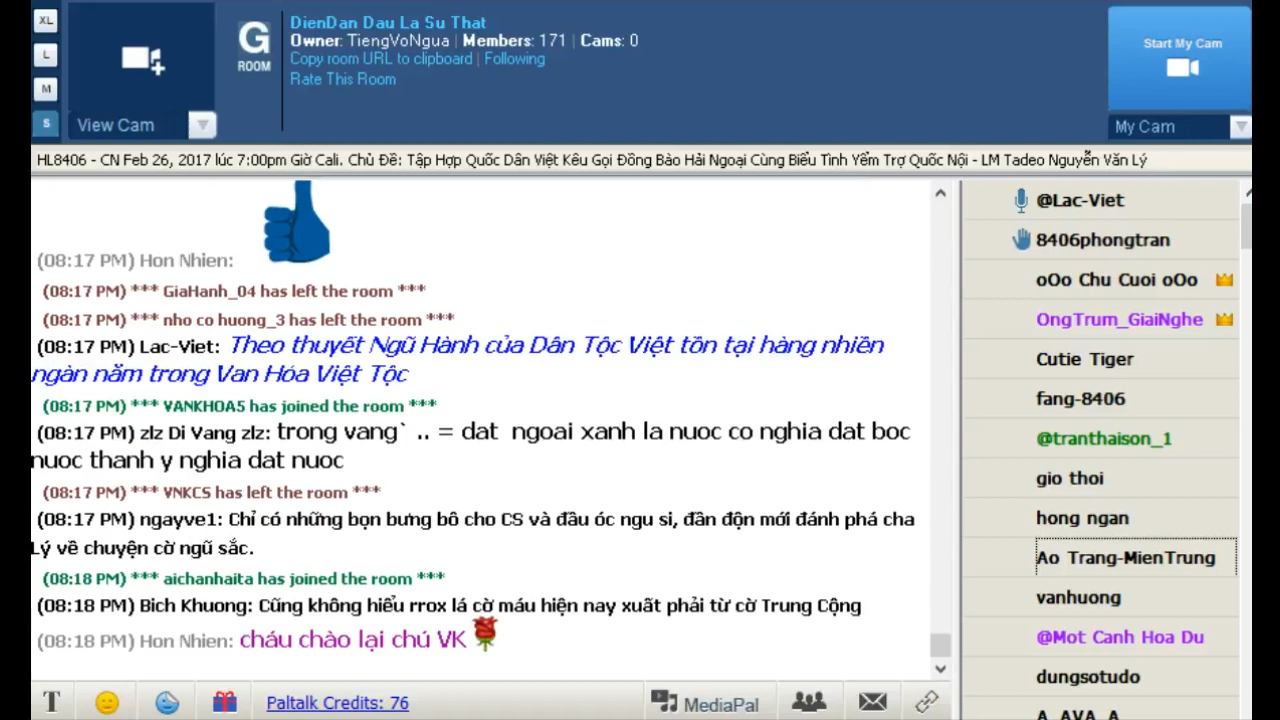 XL
L
M
S
View Cam
G
ROOM
DienDan Dau La Su That
Owner: TiengVoNgua | Members: 171 | Cams: 0
Copy room URL to clipboard | Following
Rate This Room
Start My Cam
My Cam
HL8406 - CN Feb 26, 2017 lúc 7:00pm Giờ Cali. Chủ Đề: Tập Hợp Quốc Dân Việt Kêu Gọi Đồng Bào Hải Ngoại Cùng Biểu Tình Yểm Trợ Quốc Nội - LM Tadeo Nguyễn Văn Lý
(08:17 PM) Hon Nhien:
(08:17 PM) *** GiaHanh_04 has left the room ***
(08:17 PM) *** nho co huong_3 has left the room ***
(08:17 PM) Lac-Viet: Theo thuyết Ngũ Hành của Dân Tộc Việt tồn tại hàng nhiền
ngàn năm trong Van Hóa Việt Tộc
(08:17 PM) *** VANKHOA5 has joined the room ***
(08:17 PM) zlz Di Vang zlz: trong vang` .. = dat ngoai xanh la nuoc co nghia dat boc
nuoc thanh y nghia dat nuoc
(08:17 PM) *** VNKCS has left the room ***
(08:17 PM) ngayve1: Chỉ có những bọn bưng bô cho CS và đầu óc ngu si, đần độn mới đánh phá cha
Lý về chuyện cờ ngũ sắc.
(08:18 PM) *** aichanhaita has joined the room ***
(08:18 PM) Bich Khuong: Cũng không hiểu rrox lá cờ máu hiện nay xuất phải từ cờ Trung Cộng
(08:18 PM) Hon Nhien: cháu chào lại chú VK
@Lac-Viet
8406phongtran
oOo Chu Cuoi oOo
OngTrum_GiaiNghe
Cutie Tiger
fang-8406
@tranthaison_1
gio thoi
hong ngan
Ao Trang-MienTrung
vanhuong
@Mot Canh Hoa Du
dungsotudo
A_AVA_A
T
Paltalk Credits: 76
MediaPal